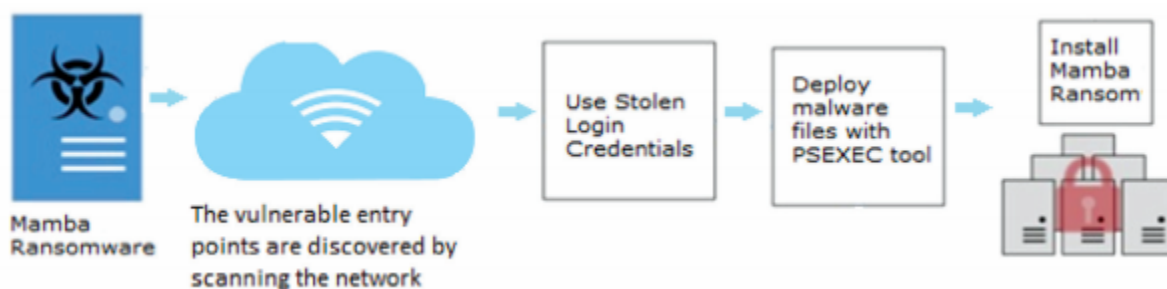 Mamba
Ransomware
The vulnerable entry
points are discovered by
scanning the network
Use Stolen
Login
Credentials
Deploy
malware
files with
PSEXEC tool
Install
Mamba
Ransom